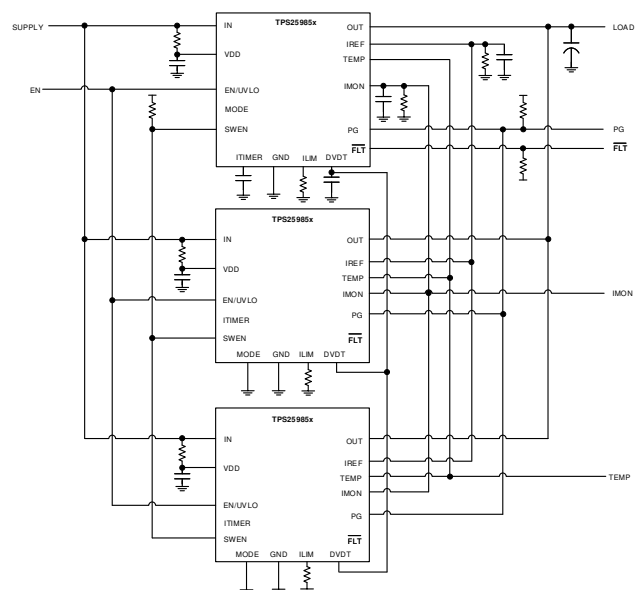 SUPPLY
EN
TPS25985x
IN
VDD
EN/UVLO
MODE
SWEN
ITIMER GND ILIM DVDT
OUT
IREF
TEMP
IMON
PG
FLT
LOAD
PG
FLT
TPS25985x
IN
VDD
EN/UVLO
ITIMER
SWEN
MODE GND ILIM DVDT
OUT
IREF
TEMP
IMON
PG
FLT
IMON
TPS25985x
IN
VDD
EN/UVLO
ITIMER
SWEN
MODE GND ILIM DVDT
OUT
IREF
TEMP
IMON
PG
FLT
TEMP